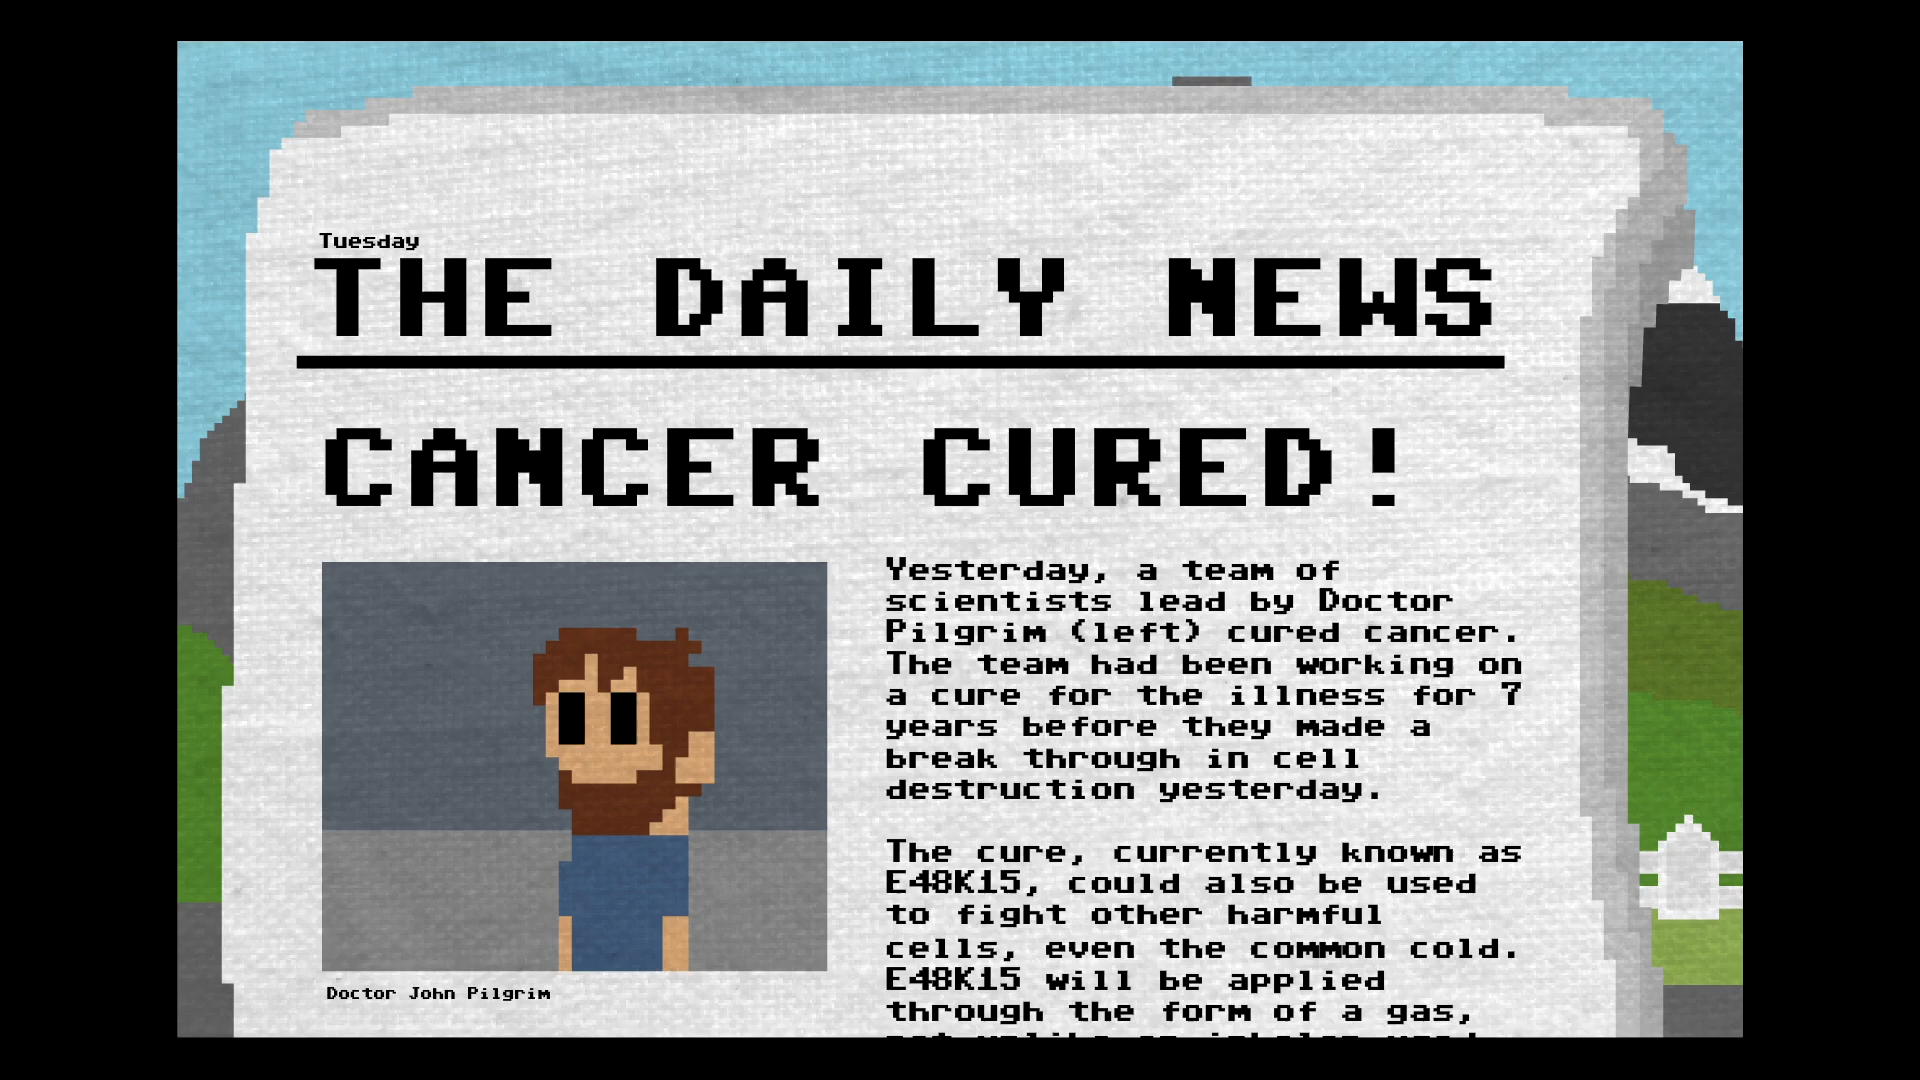 Tuesday
THE DAILY NEWS
CANCER CURED!
Yesterday, a team of
scientists lead by Doctor
Pilgrim (left) cured cancer.
The team had been working on
a cure for the illness for 7
years before they made a
break through in cell
destruction yesterday.
The cure, currently known as
E48K15, could also be used
to fight other harmful
cells, even the common cold.
E48K15 will be applied
through the form of a gas,
Doctor John Pilgrim